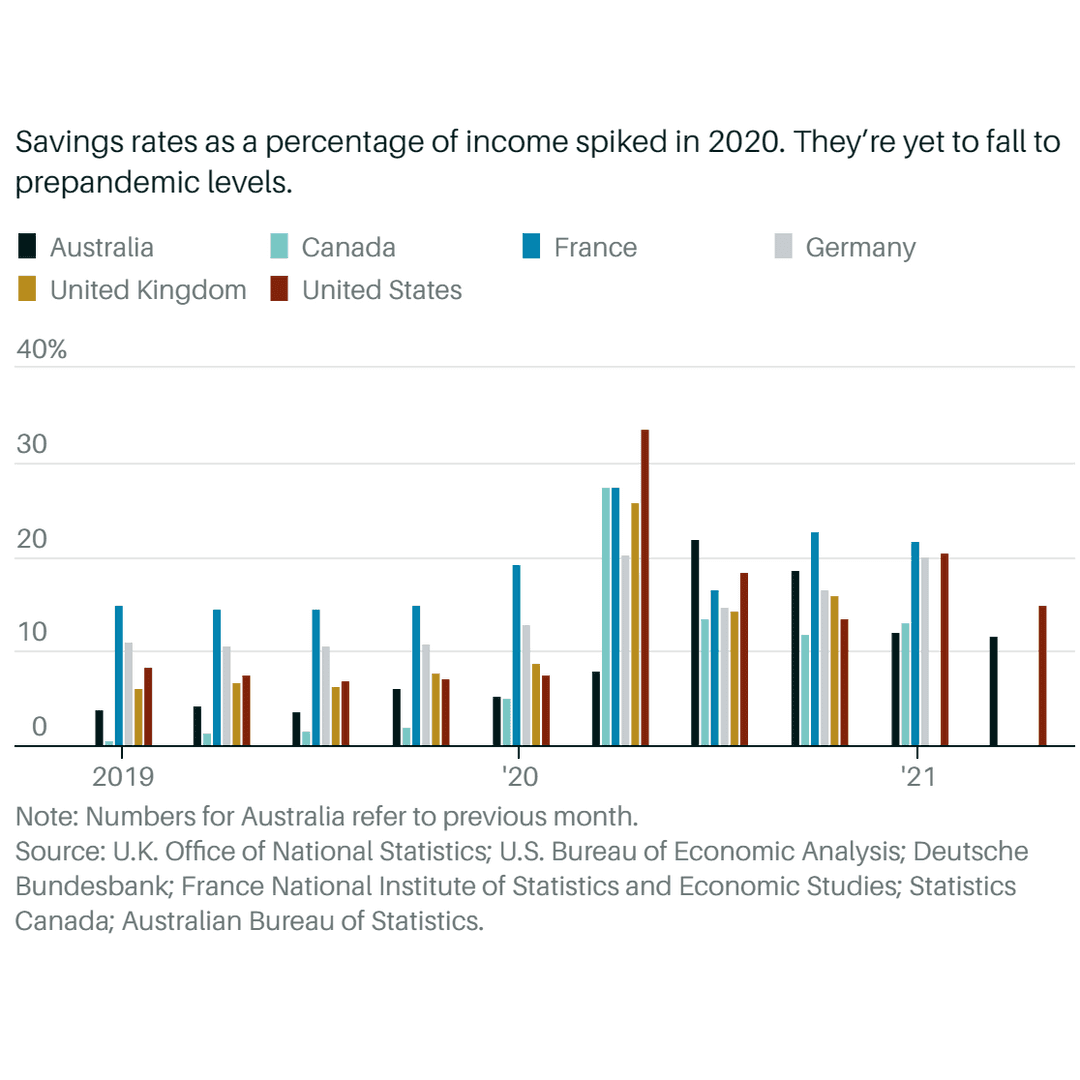 Savings rates as a percentage of income spiked in 2020. They’re yet to fall to
prepandemic levels.
Australia Canada France Germany
United Kingdom United States
40%
30
20
10
0
2019 '20 '21
Note: Numbers for Australia refer to previous month.
Source: U.K. Office of National Statistics; U.S. Bureau of Economic Analysis; Deutsche
Bundesbank; France National Institute of Statistics and Economic Studies; Statistics
Canada; Australian Bureau of Statistics.